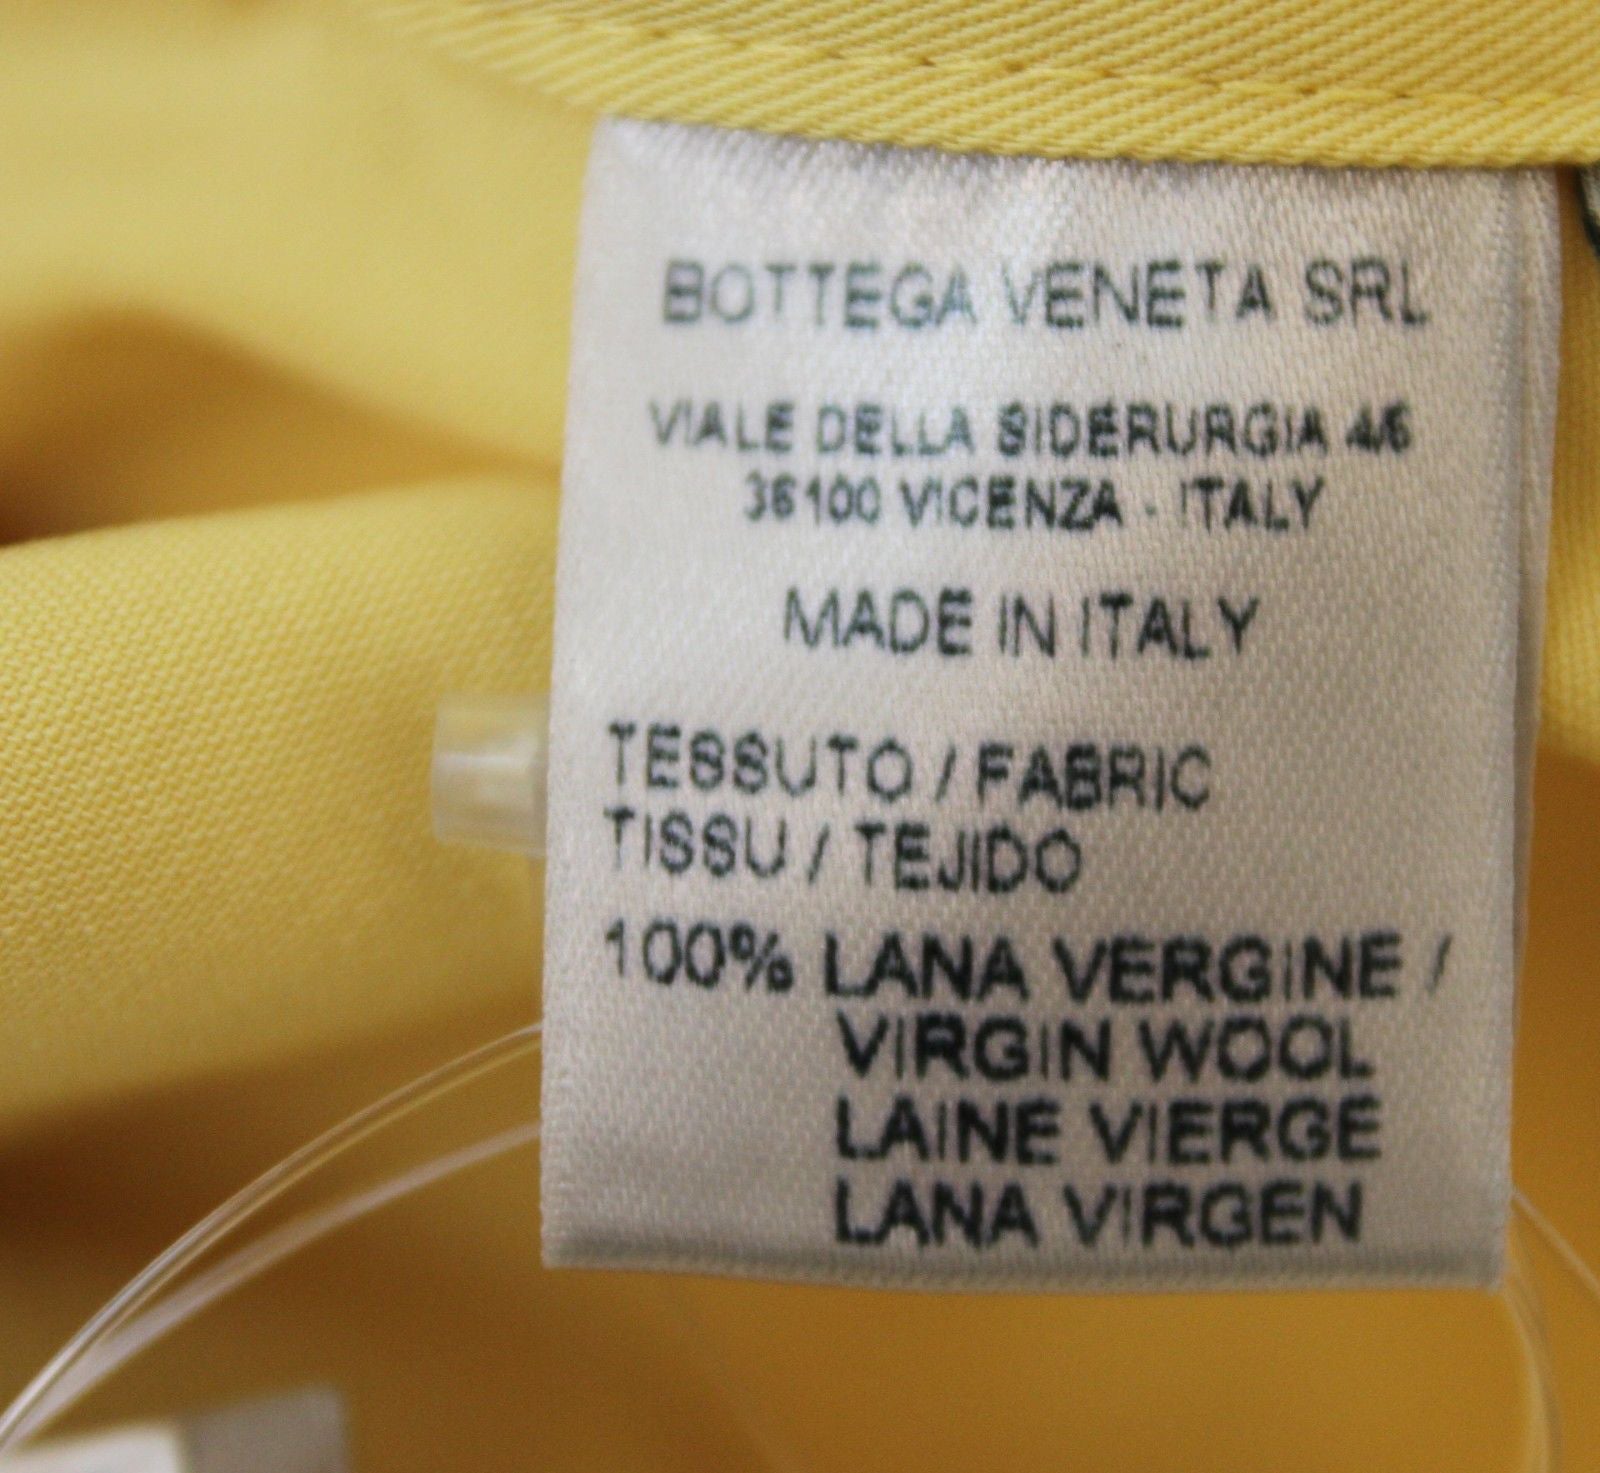 BOTTEGA VENETA SRL
VIALE DELLA SIDERURGIA 4/6
36100 VICENZA - ITALY
MADE IN ITALY
TESSUTO / FABRIC
TISSU / TEJIDO
100% LANA VERGINE /
VIRGIN WOOL
LAINE VIERGE
LANA VIRGEN